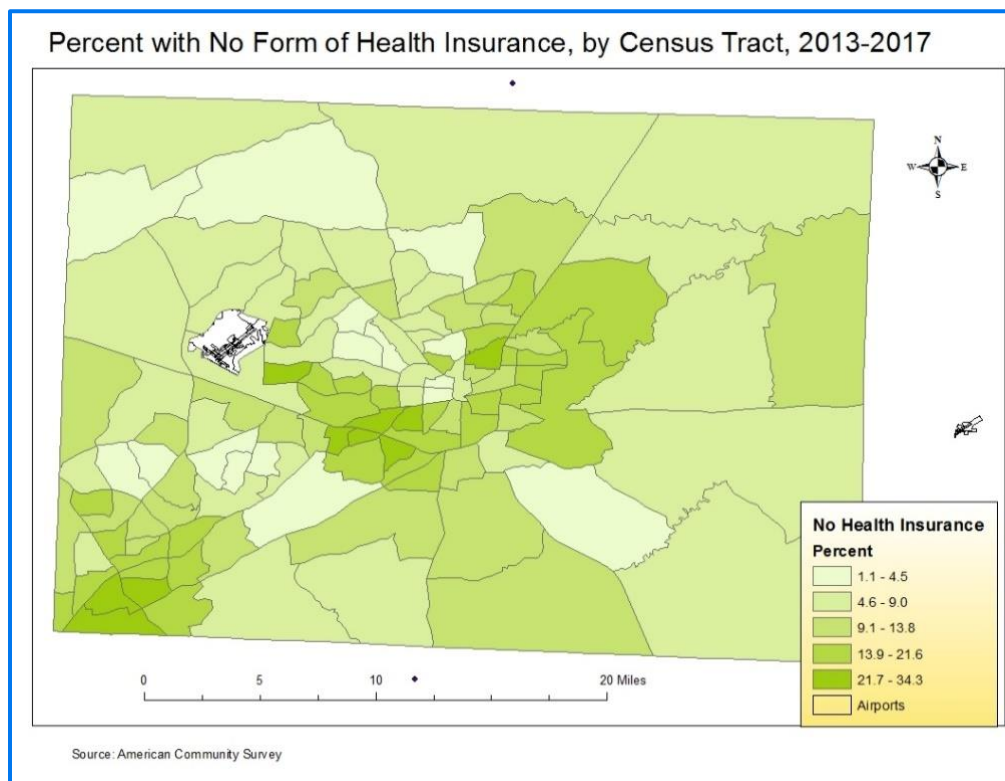 Percent with No Form of Health Insurance, by Census Tract, 2013-2017
N
W E
S
No Health Insurance
Percent
1.1 - 4.5
4.6 - 9.0
9.1 - 13.8
13.9 - 21.6
21.7 - 34.3
Airports
0 5 10 20 Miles
Source: American Community Survey